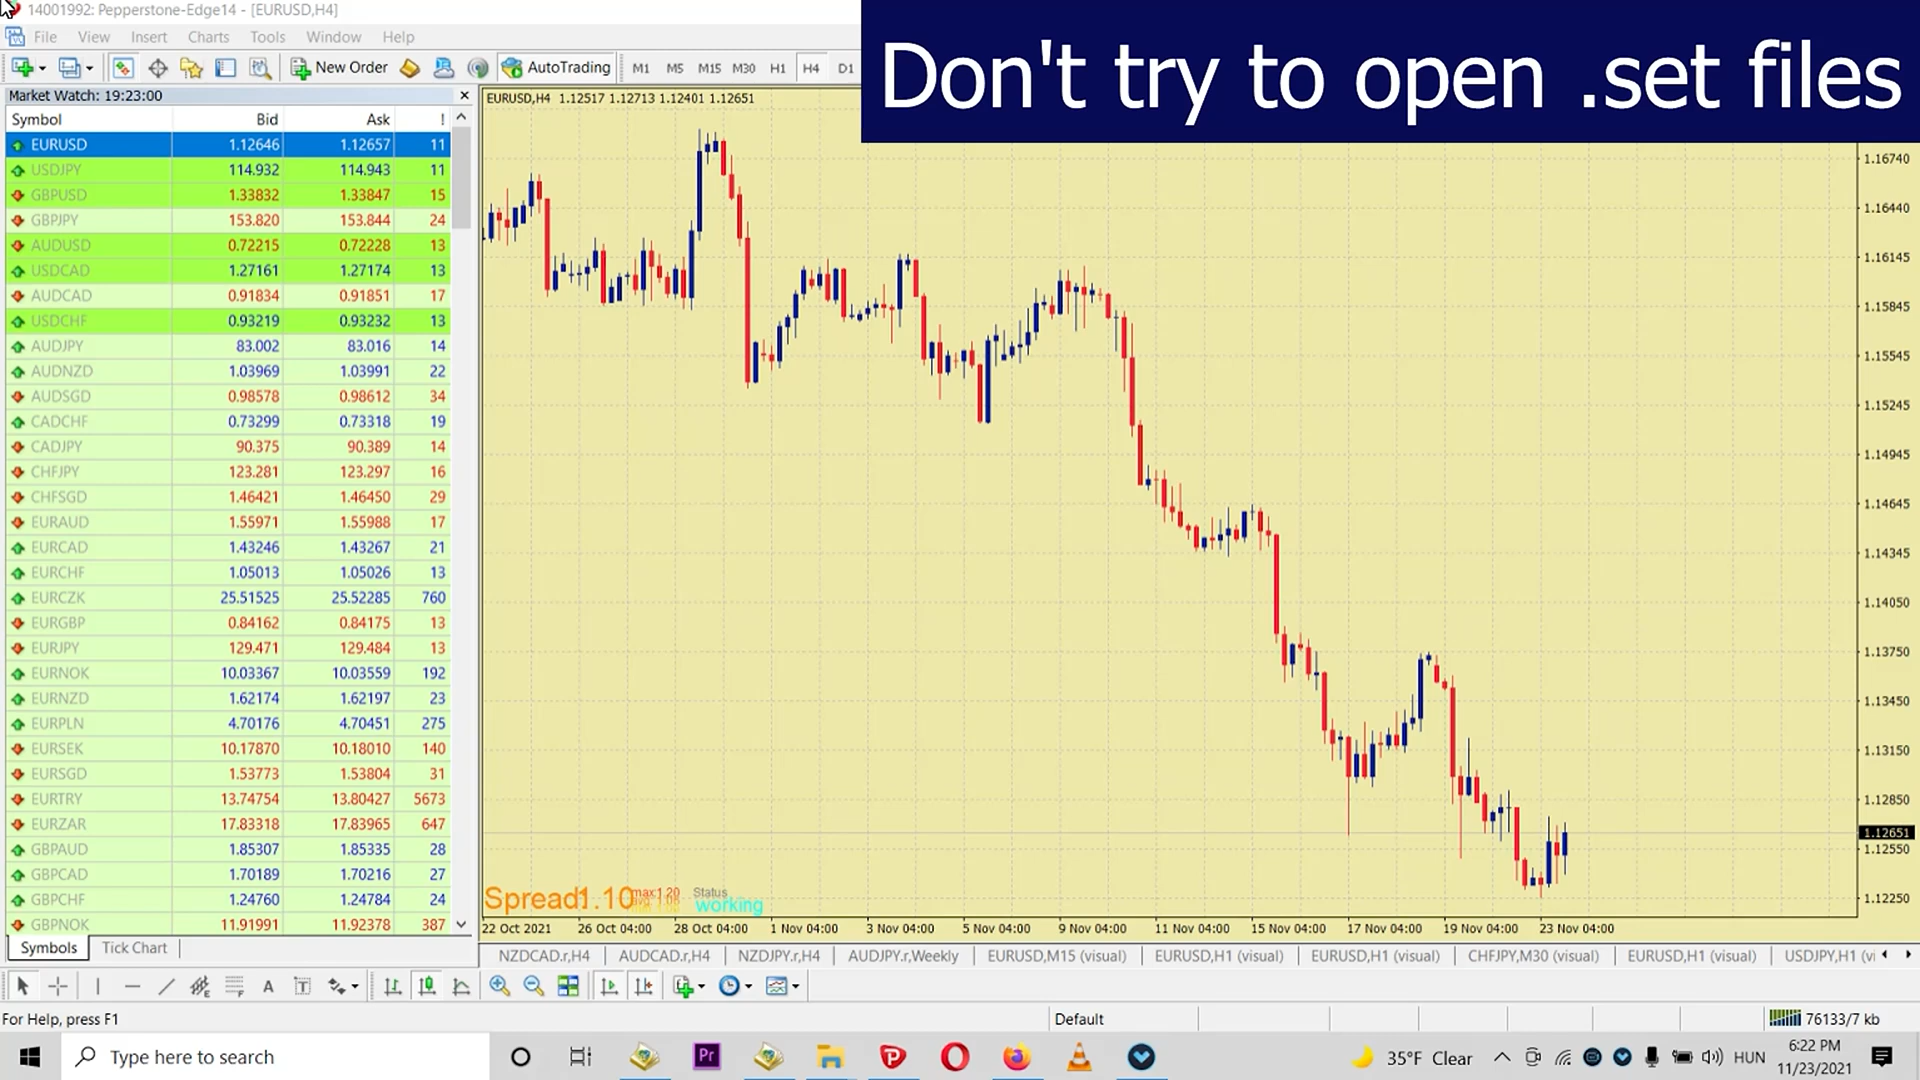 14001992: Pepperstone-Edge14 - [EURUSD,H4]
Don't try to open .set files
File View Insert Charts Tools Window Help
New Order AutoTrading M1 M5 M15 M30 H1 H4 D1
Market Watch: 19:23:00
EURUSD,H4 1.12517 1.12713 1.12401 1.12651
Symbol Bid Ask !
EURUSD 1.12646 1.12657 11
USDJPY 114.932 114.943 11
GBPUSD 1.33832 1.33847 15
GBPJPY 153.820 153.844 24
AUDUSD 0.72215 0.72228 13
USDCAD 1.27161 1.27174 13
AUDCAD 0.91834 0.91851 17
USDCHF 0.93219 0.93232 13
AUDJPY 83.002 83.016 14
AUDNZD 1.03969 1.03991 22
AUDSGD 0.98578 0.98612 34
CADCHF 0.73299 0.73318 19
CADJPY 90.375 90.389 14
CHFJPY 123.281 123.297 16
CHFSGD 1.46421 1.46450 29
EURAUD 1.55971 1.55988 17
EURCAD 1.43246 1.43267 21
EURCHF 1.05013 1.05026 13
EURCZK 25.51525 25.52285 760
EURGBP 0.84162 0.84175 13
EURJPY 129.471 129.484 13
EURNOK 10.03367 10.03559 192
EURNZD 1.62174 1.62197 23
EURPLN 4.70176 4.70451 275
EURSEK 10.17870 10.18010 140
EURSGD 1.53773 1.53804 31
EURTRY 13.74754 13.80427 5673
EURZAR 17.83318 17.83965 647
GBPAUD 1.85307 1.85335 28
GBPCAD 1.70189 1.70216 27
GBPCHF 1.24760 1.24784 24
GBPNOK 11.91991 11.92378 387
Symbols Tick Chart
1.16740
1.16440
1.16145
1.15845
1.15545
1.15245
1.14945
1.14645
1.14345
1.14050
1.13750
1.13450
1.13150
1.12850
1.12651
1.12550
1.12250
Spread 1.10 max:1.20 Status
working
22 Oct 2021 26 Oct 04:00 28 Oct 04:00 1 Nov 04:00 3 Nov 04:00 5 Nov 04:00 9 Nov 04:00 11 Nov 04:00 15 Nov 04:00 17 Nov 04:00 19 Nov 04:00 23 Nov 04:00
NZDCAD.r,H4 AUDCAD.r,H4 NZDJPY.r,H4 AUDJPY.r,Weekly EURUSD,M15 (visual) EURUSD,H1 (visual) EURUSD,H1 (visual) CHFJPY,M30 (visual) EURUSD,H1 (visual) USDJPY,H1 (vi
For Help, press F1 Default 76133/7 kb
Type here to search Pr 35°F Clear HUN 6:22 PM
11/23/2021